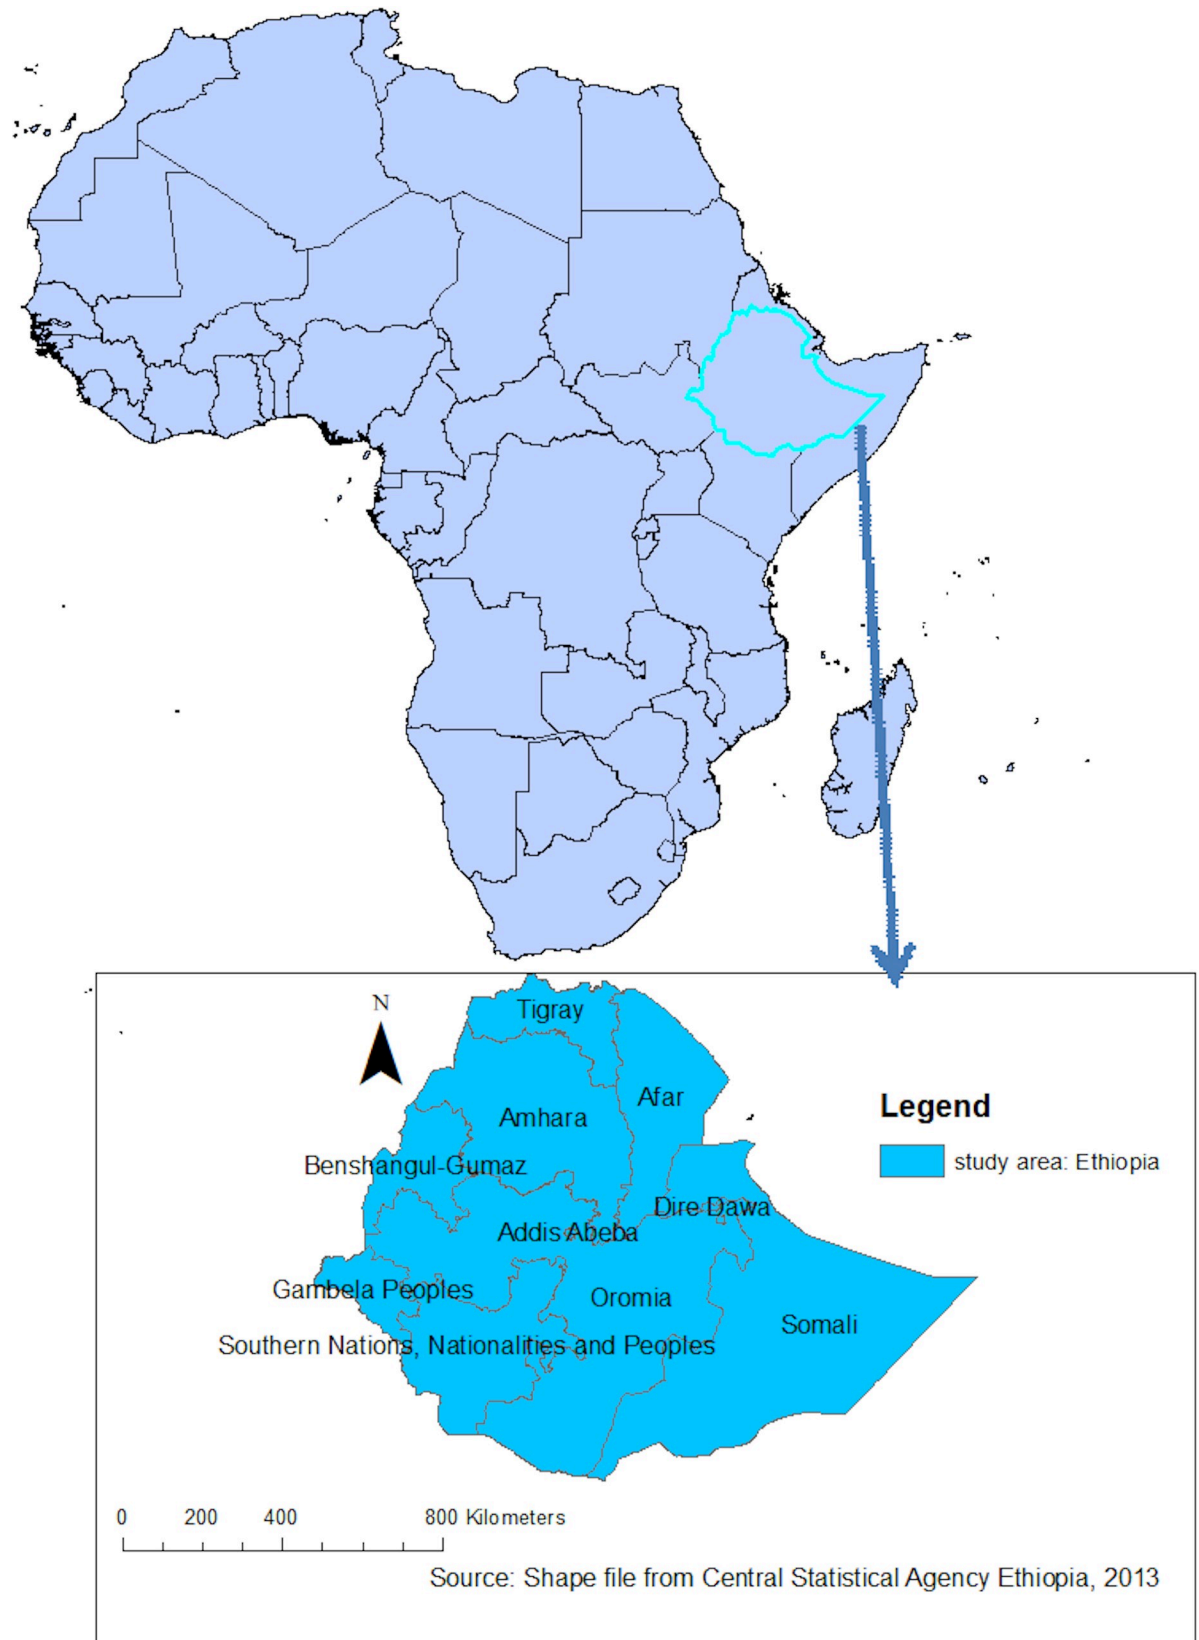 N
Tigray
Afar
Amhara
Legend
Benshangul-Gumaz
study area: Ethiopia
Dire Dawa
Addis Abeba
Gambela Peoples
Oromia
Somali
Southern Nations, Nationalities and Peoples
0 200 400 800 Kilometers
Source: Shape file from Central Statistical Agency Ethiopia, 2013